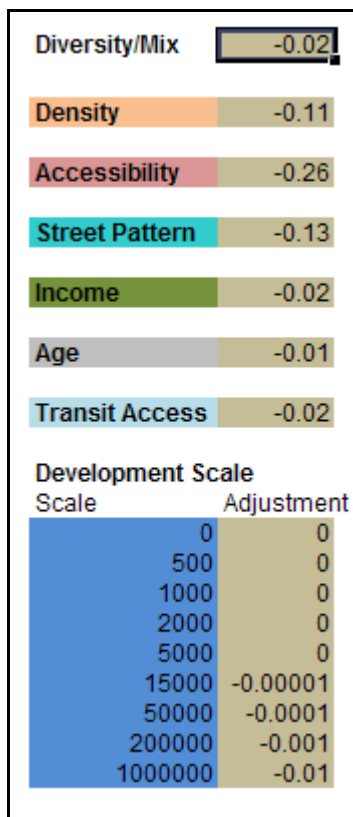 Diversity/Mix -0.02
Density -0.11
Accessibility -0.26
Street Pattern -0.13
Income -0.02
Age -0.01
Transit Access -0.02
Development Scale
Scale Adjustment
0 0
500 0
1000 0
2000 0
5000 0
15000 -0.00001
50000 -0.0001
200000 -0.001
1000000 -0.01